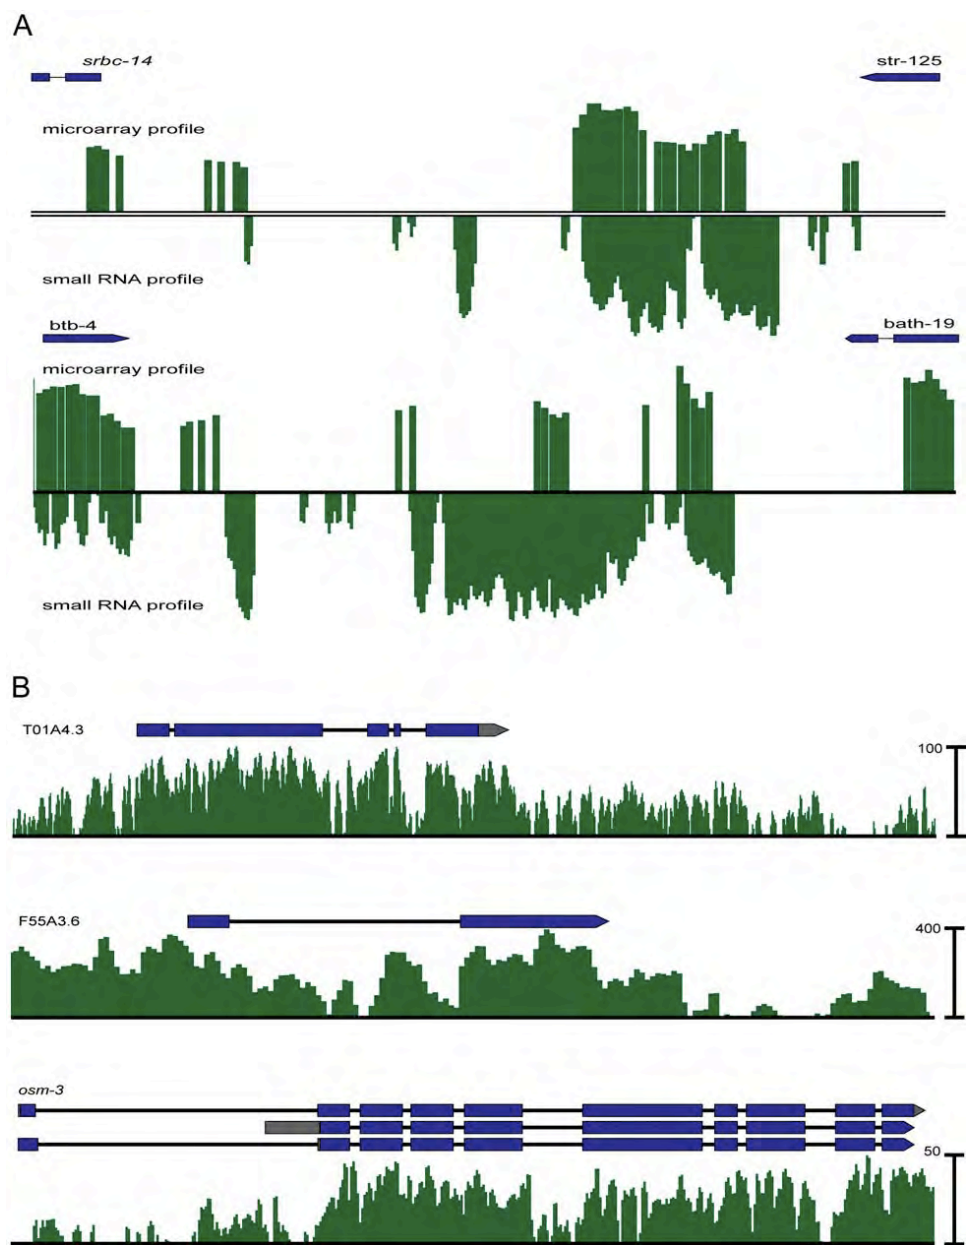 A
srbc-14
str-125
microarray profile
small RNA profile
btb-4
bath-19
microarray profile
small RNA profile
B
T01A4.3
100
F55A3.6
400
osm-3
50